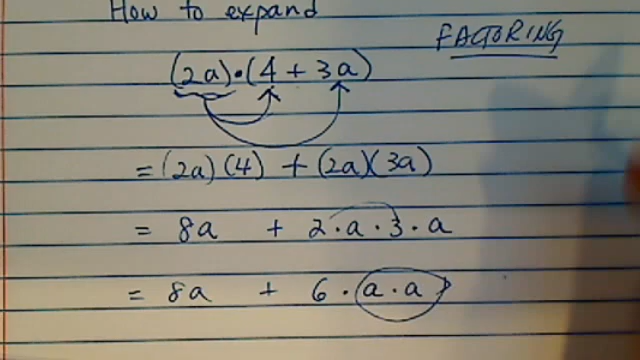 How to expand
FACTORING
(2a)•(4 + 3a)
= (2a)(4) + (2a)(3a)
= 8a + 2·a·3·a
= 8a + 6·a·a